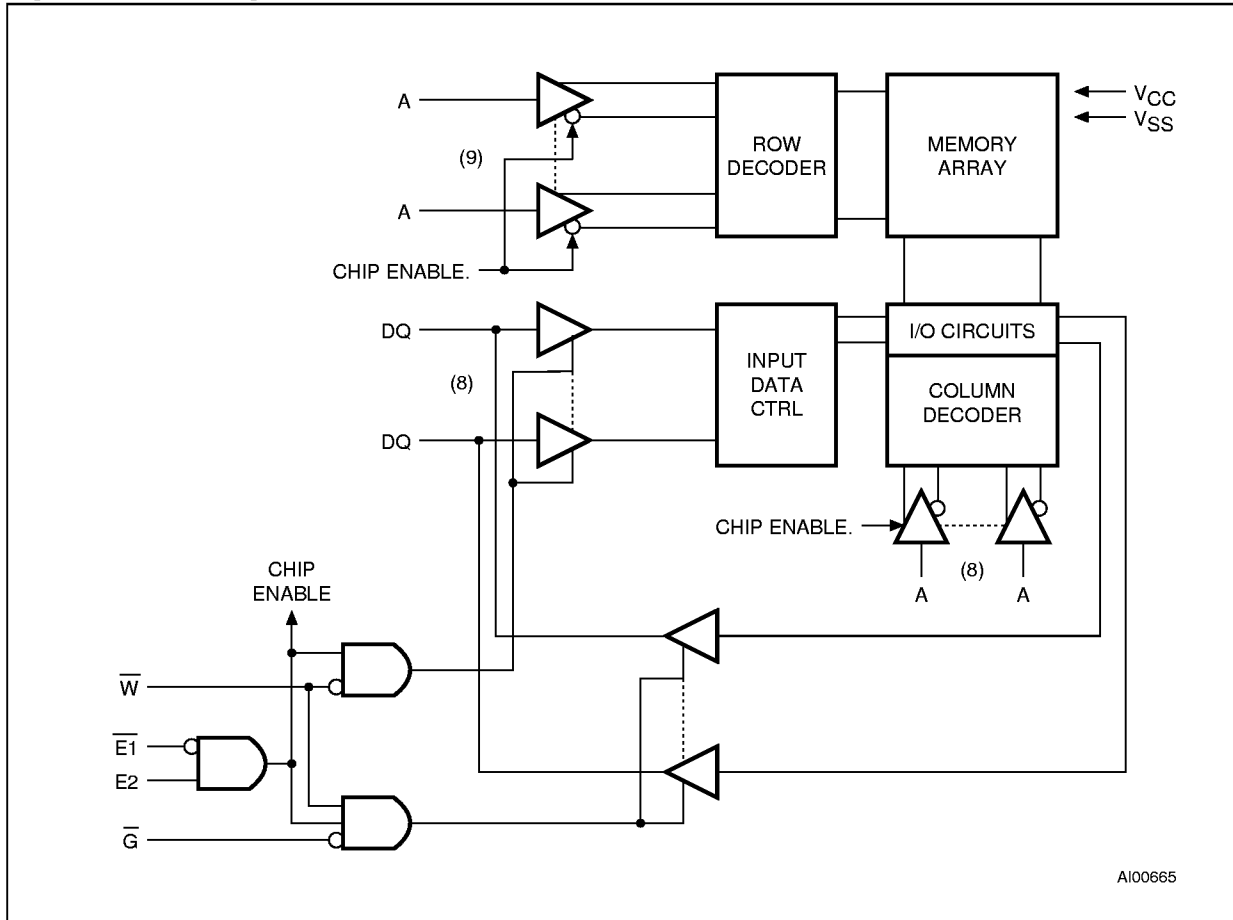 A
V_CC
V_SS
(9)
ROW
DECODER
MEMORY
ARRAY
A
CHIP ENABLE.
DQ
(8)
DQ
INPUT
DATA
CTRL
I/O CIRCUITS
COLUMN
DECODER
CHIP ENABLE.
(8)
A
A
CHIP
ENABLE
W̅
E̅1̅
E2
G̅
AI00665